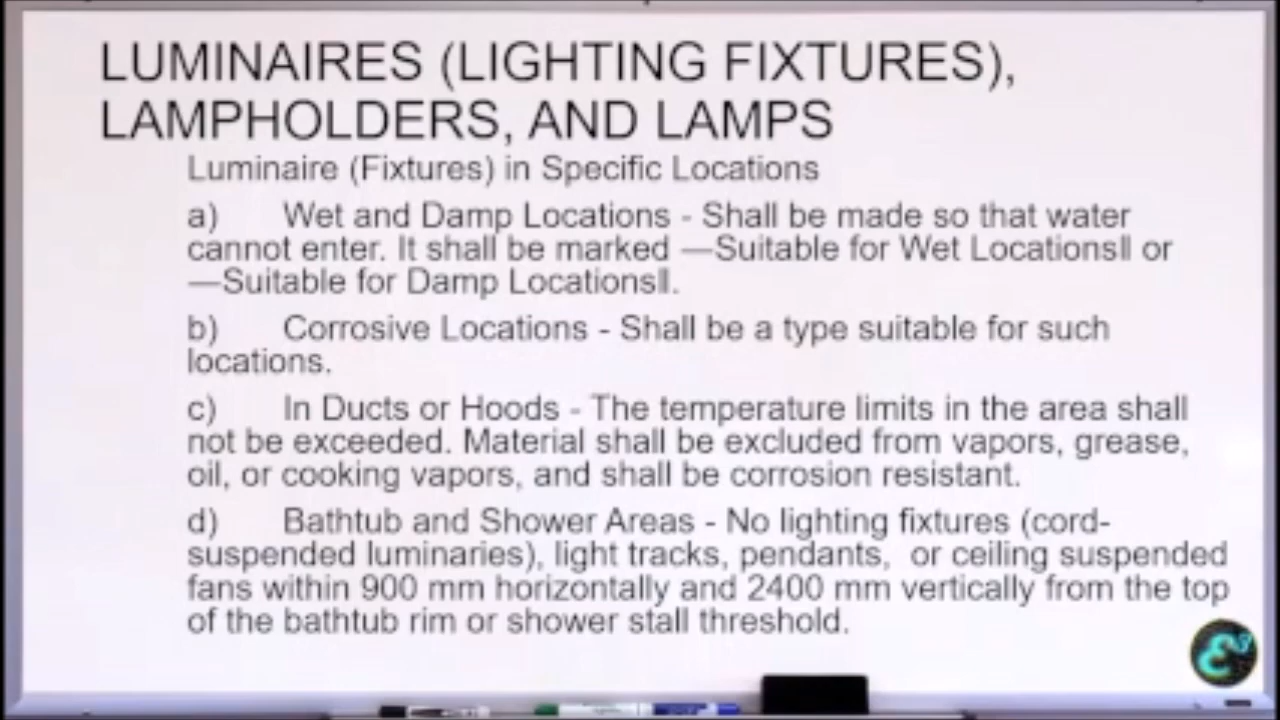 LUMINAIRES (LIGHTING FIXTURES),
LAMPHOLDERS, AND LAMPS
Luminaire (Fixtures) in Specific Locations
a) Wet and Damp Locations - Shall be made so that water
cannot enter. It shall be marked ―Suitable for Wet Locations‖ or
―Suitable for Damp Locations‖.
b) Corrosive Locations - Shall be a type suitable for such
locations.
c) In Ducts or Hoods - The temperature limits in the area shall
not be exceeded. Material shall be excluded from vapors, grease,
oil, or cooking vapors, and shall be corrosion resistant.
d) Bathtub and Shower Areas - No lighting fixtures (cord-
suspended luminaries), light tracks, pendants, or ceiling suspended
fans within 900 mm horizontally and 2400 mm vertically from the top
of the bathtub rim or shower stall threshold.